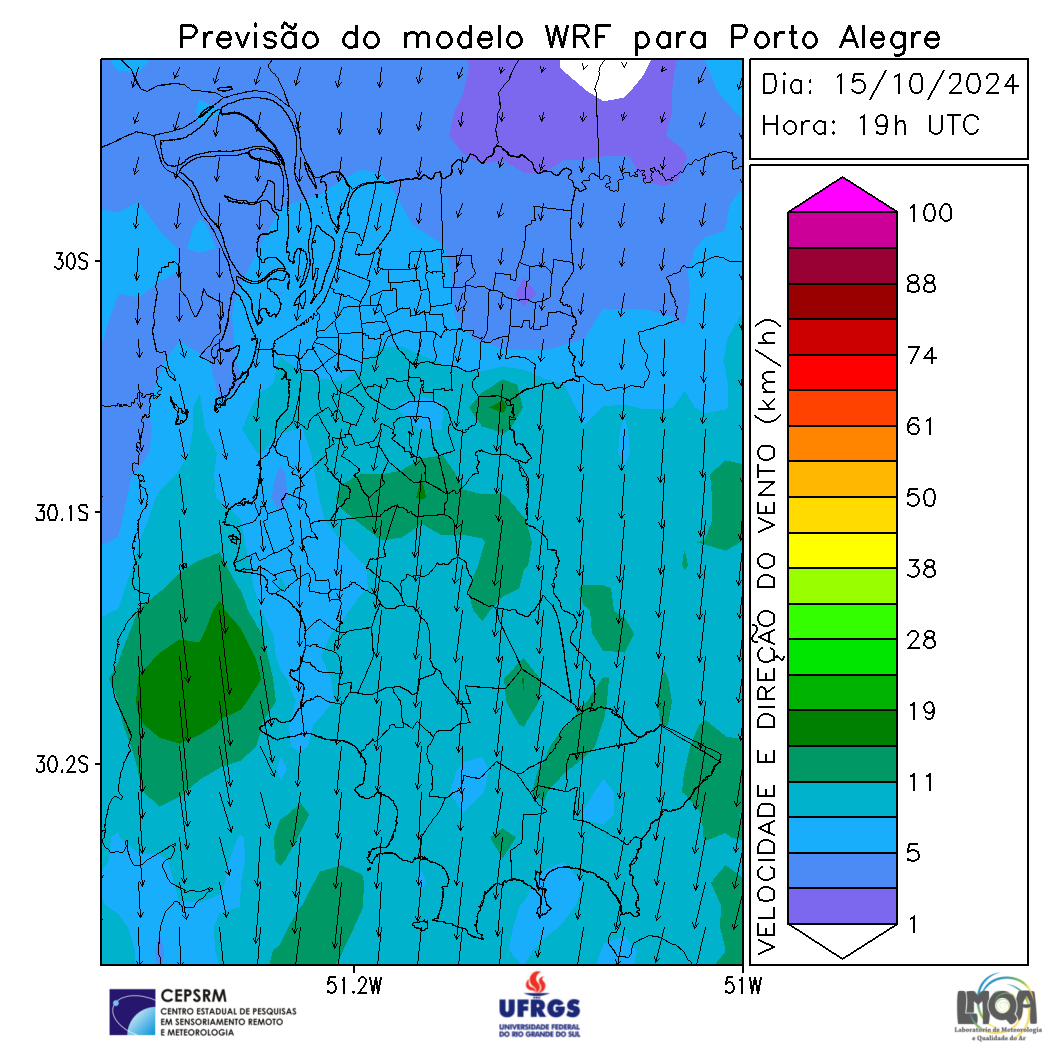 Previsão do modelo WRF para Porto Alegre
Dia: 15/10/2024
Hora: 19h UTC
30S
30.1S
30.2S
51.2W
51W
VELOCIDADE E DIREÇÃO DO VENTO (km/h)
100
88
74
61
50
38
28
19
11
5
1
CEPSRM
CENTRO ESTADUAL DE PESQUISAS
EM SENSORIAMENTO REMOTO
E METEOROLOGIA
UFRGS
UNIVERSIDADE FEDERAL
DO RIO GRANDE DO SUL
LMQA
Laboratório de Meteorologia
e Qualidade do Ar